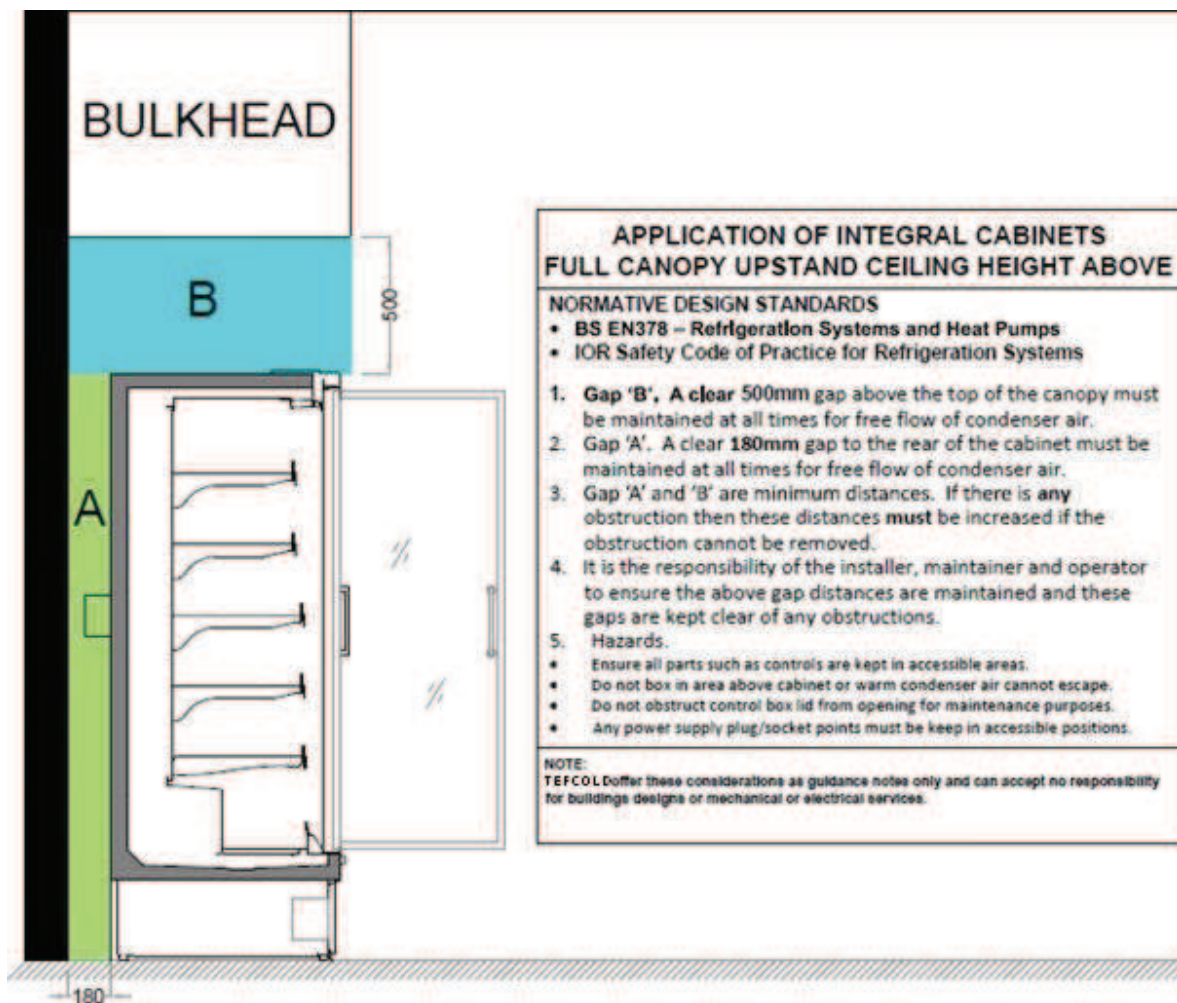 BULKHEAD
B
500
A
180
APPLICATION OF INTEGRAL CABINETS
FULL CANOPY UPSTAND CEILING HEIGHT ABOVE
NORMATIVE DESIGN STANDARDS
• BS EN378 – Refrigeration Systems and Heat Pumps
• IOR Safety Code of Practice for Refrigeration Systems
1. Gap ‘B’. A clear 500mm gap above the top of the canopy must
be maintained at all times for free flow of condenser air.
2. Gap ‘A’. A clear 180mm gap to the rear of the cabinet must be
maintained at all times for free flow of condenser air.
3. Gap ‘A’ and ‘B’ are minimum distances. If there is any
obstruction then these distances must be increased if the
obstruction cannot be removed.
4. It is the responsibility of the installer, maintainer and operator
to ensure the above gap distances are maintained and these
gaps are kept clear of any obstructions.
5. Hazards.
• Ensure all parts such as controls are kept in accessible areas.
• Do not box in area above cabinet or warm condenser air cannot escape.
• Do not obstruct control box lid from opening for maintenance purposes.
• Any power supply plug/socket points must be keep in accessible positions.
NOTE:
TEFCOLD offer these considerations as guidance notes only and can accept no responsibility
for buildings designs or mechanical or electrical services.